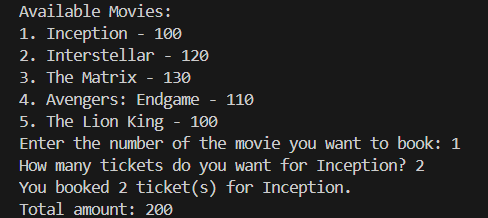 Available Movies:
1. Inception - 100
2. Interstellar - 120
3. The Matrix - 130
4. Avengers: Endgame - 110
5. The Lion King - 100
Enter the number of the movie you want to book: 1
How many tickets do you want for Inception? 2
You booked 2 ticket(s) for Inception.
Total amount: 200